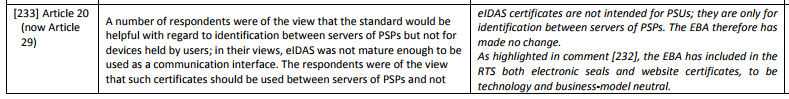 [233] Article 20
(now Article
29)
A number of respondents were of the view that the standard would be
helpful with regard to identification between servers of PSPs but not for
devices held by users; in their views, eIDAS was not mature enough to be
used as a communication interface. The respondents were of the view
that such certificates should be used between servers of PSPs and not
eIDAS certificates are not intended for PSUs; they are only for
identification between servers of PSPs. The EBA therefore has
made no change.
As highlighted in comment [232], the EBA has included in the
RTS both electronic seals and website certificates, to be
technology and business-model neutral.